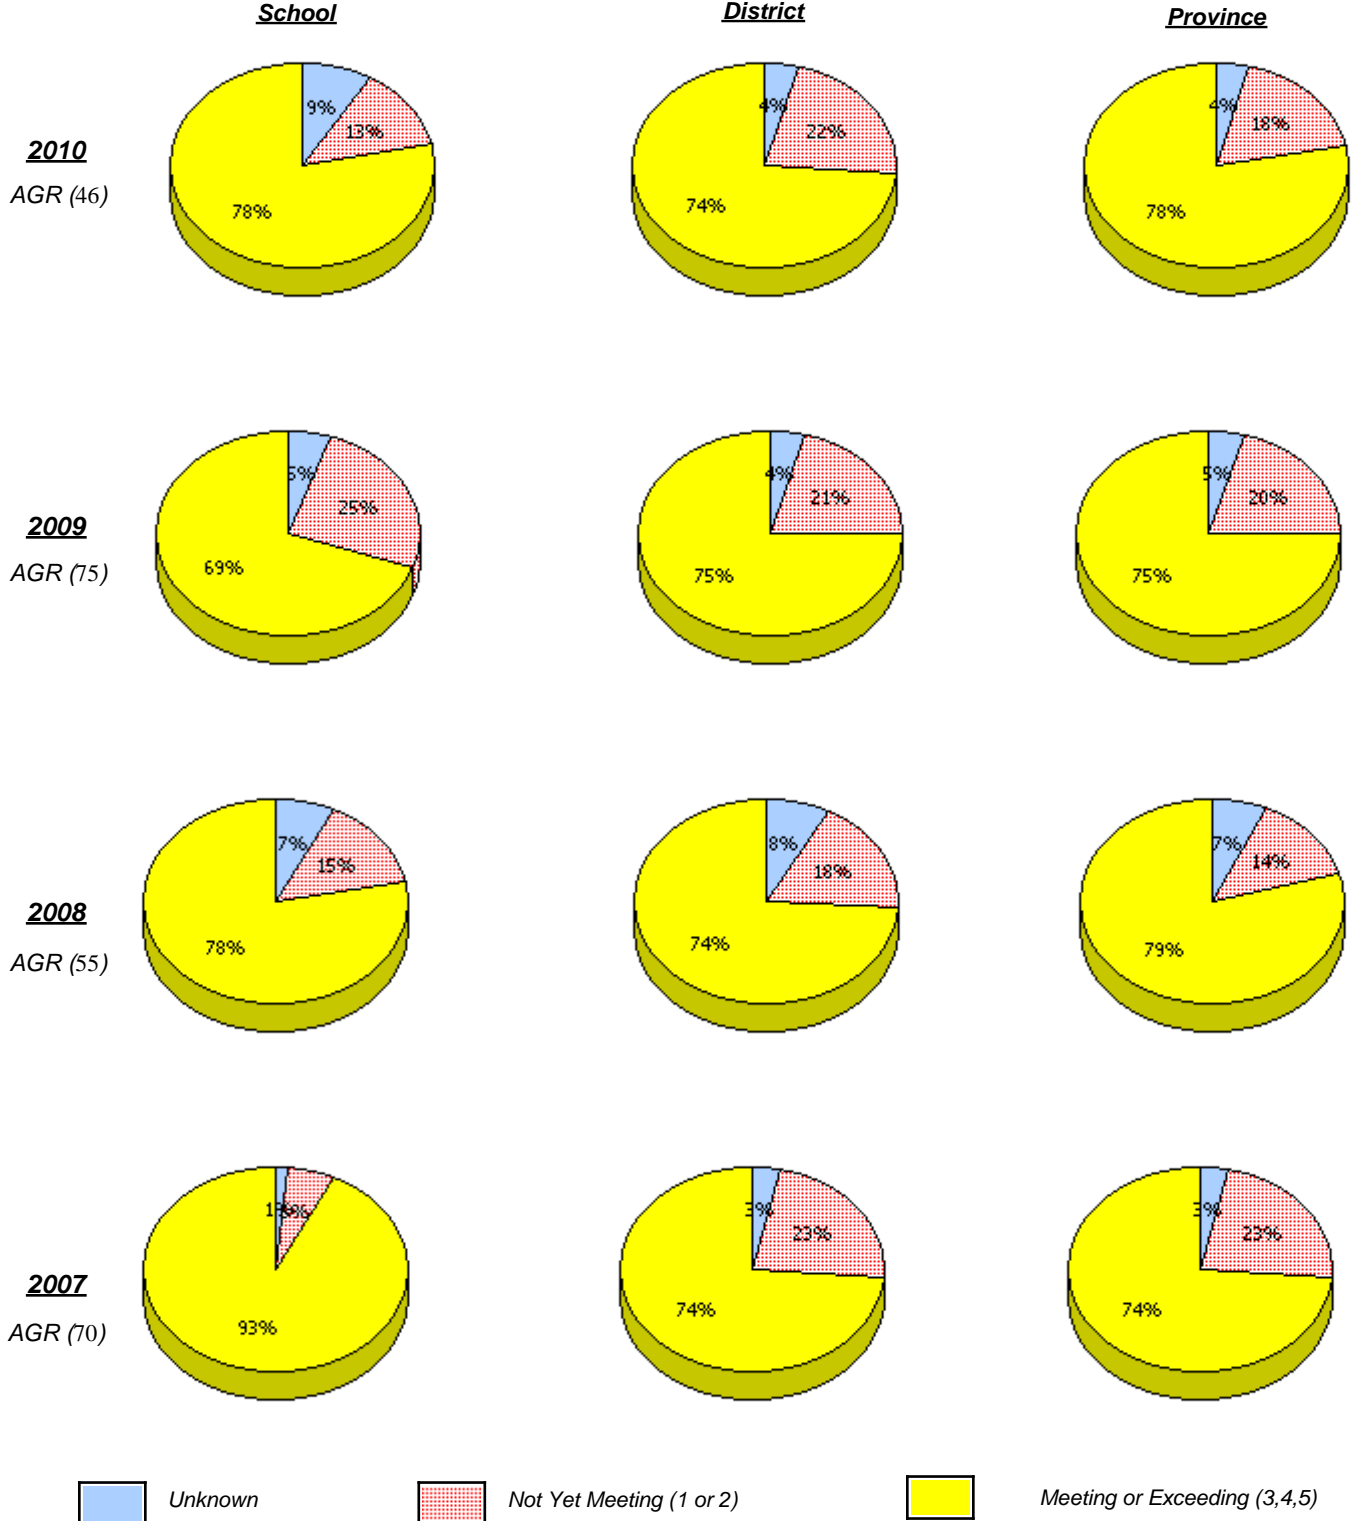 School District Province
9% 13% 78%
4% 22% 74%
4% 18% 78%
2010
AGR (46)
5% 25% 69%
4% 21% 75%
5% 20% 75%
2009
AGR (75)
7% 15% 78%
8% 18% 74%
7% 14% 79%
2008
AGR (55)
93%
3% 23% 74%
3% 23% 74%
2007
AGR (70)
Unknown Not Yet Meeting (1 or 2) Meeting or Exceeding (3,4,5)